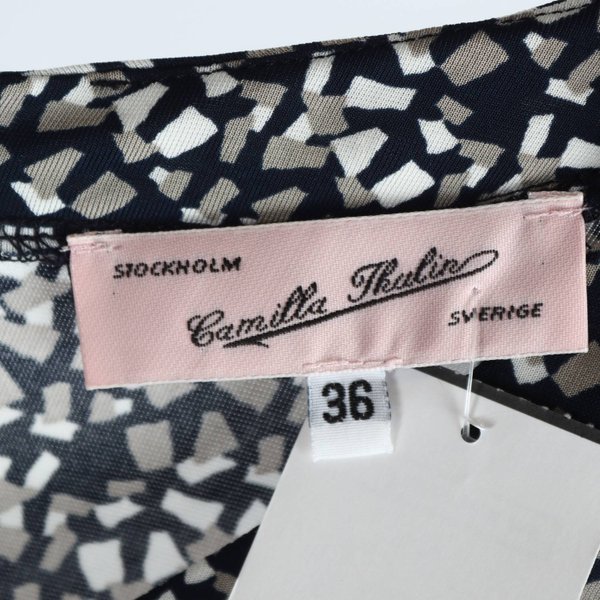 STOCKHOLM
Camilla Thulin
SVERIGE
36